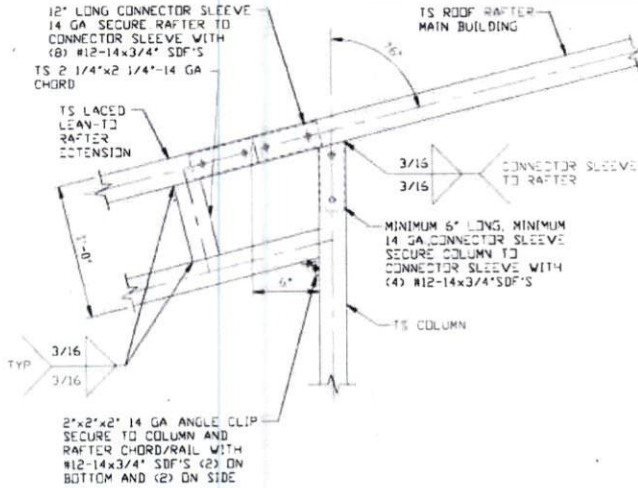 12" LONG CONNECTOR SLEEVE
14 GA SECURE RAFTER TO
CONNECTOR SLEEVE WITH
(8) #12-14x3/4" SDF'S
TS 2 1/4"x2 1/4"-14 GA
CHORD
TS LACED
LEAN-TO
RAFTER
EXTENSION
TS ROOF RAFTER
MAIN BUILDING
76°
3/16
3/16
CONNECTOR SLEEVE
TO RAFTER
MINIMUM 6" LONG, MINIMUM
14 GA.CONNECTOR SLEEVE
SECURE COLUMN TO
CONNECTOR SLEEVE WITH
(4) #12-14x3/4"SDF'S
6"
TS COLUMN
TYP
3/16
3/16
2"x2"x2" 14 GA ANGLE CLIP
SECURE TO COLUMN AND
RAFTER CHORD/RAIL WITH
#12-14x3/4" SDF'S (2) ON
BOTTOM AND (2) ON SIDE